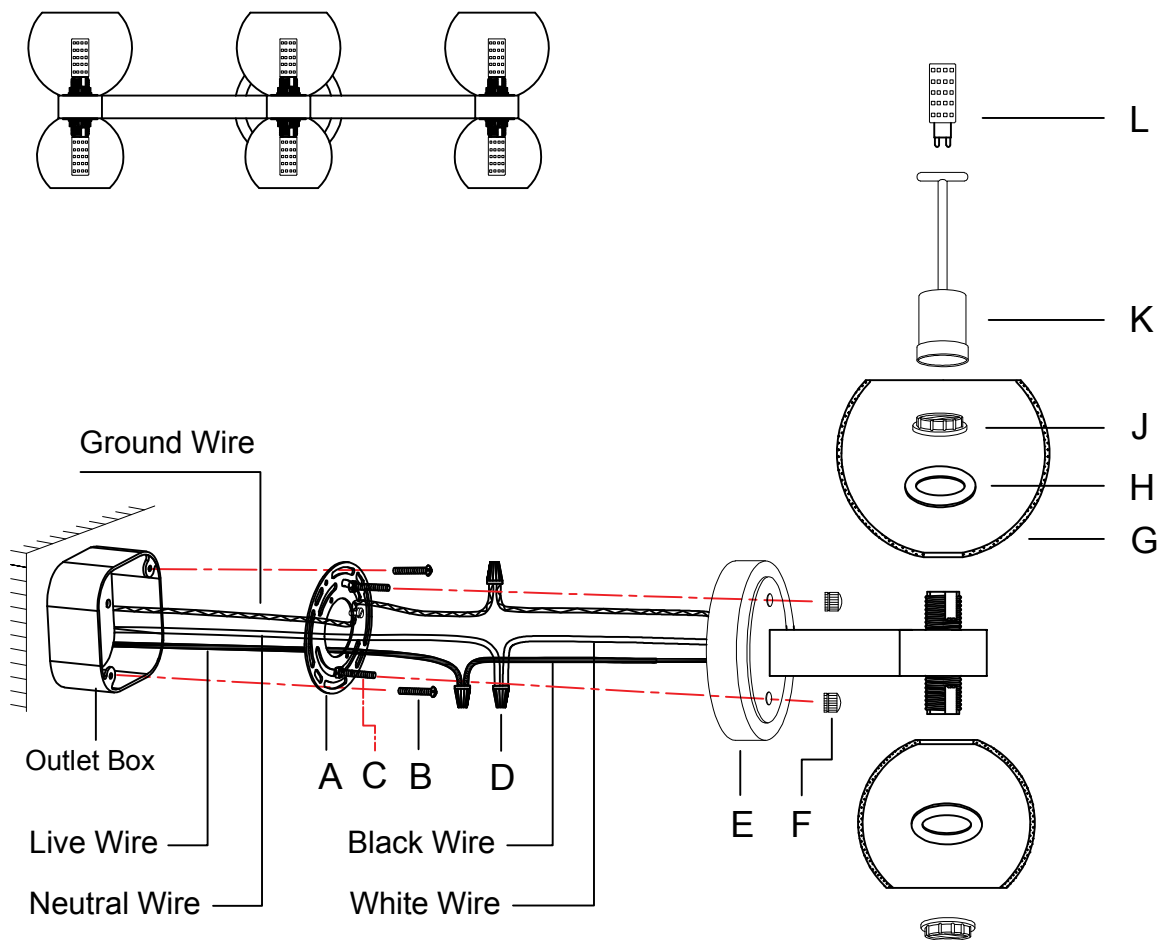 L
K
J
H
G
Ground Wire
Outlet Box
A
C
B
D
E
F
Live Wire
Black Wire
Neutral Wire
White Wire